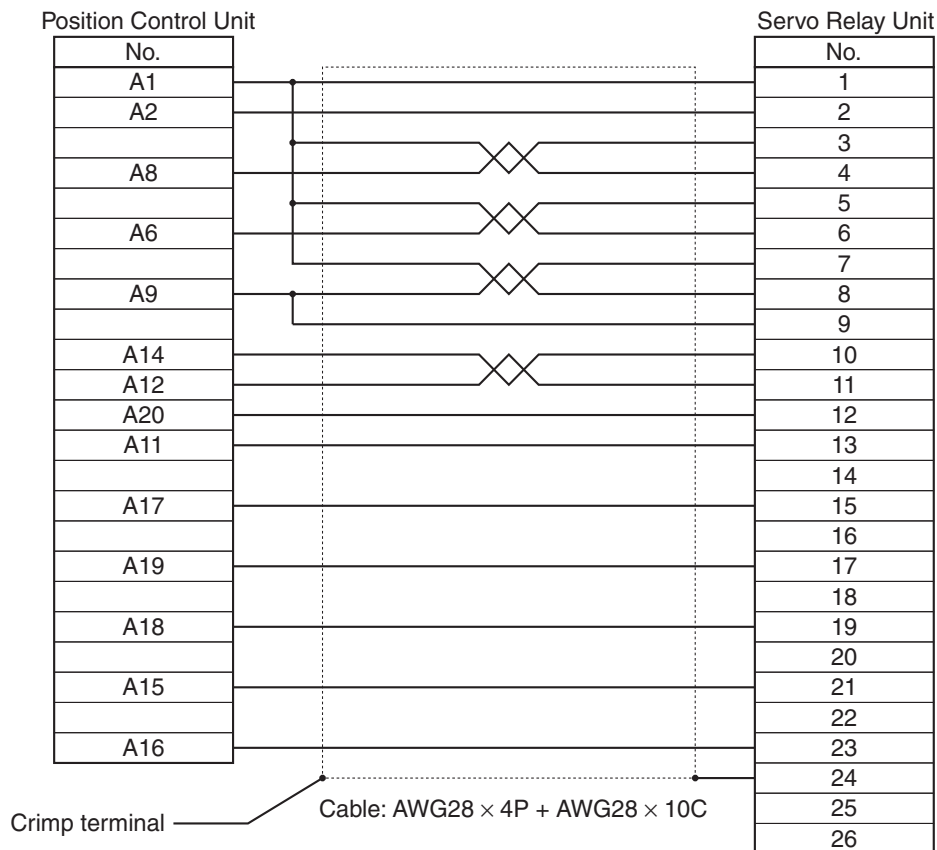 Position Control Unit Servo Relay Unit
No. No.
A1 1
A2 2
3
A8 4
5
A6 6
7
A9 8
9
A14 10
A12 11
A20 12
A11 13
14
A17 15
16
A19 17
18
A18 19
20
A15 21
22
A16 23
24
Cable: AWG28 × 4P + AWG28 × 10C 25
Crimp terminal
26